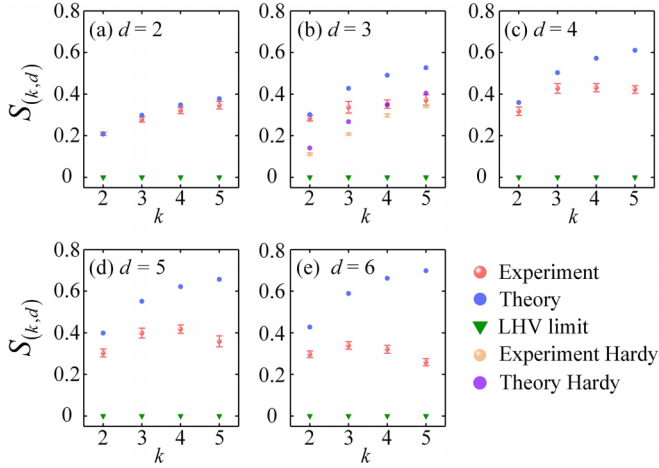 (a) d = 2
(b) d = 3
(c) d = 4
S(k,d)
0.8
0.6
0.4
0.2
0
2 3 4 5
k
0.8
0.6
0.4
0.2
0
2 3 4 5
k
0.8
0.6
0.4
0.2
0
2 3 4 5
k
(d) d = 5
(e) d = 6
S(k,d)
0.8
0.6
0.4
0.2
0
2 3 4 5
k
0.8
0.6
0.4
0.2
0
2 3 4 5
k
Experiment
Theory
LHV limit
Experiment Hardy
Theory Hardy